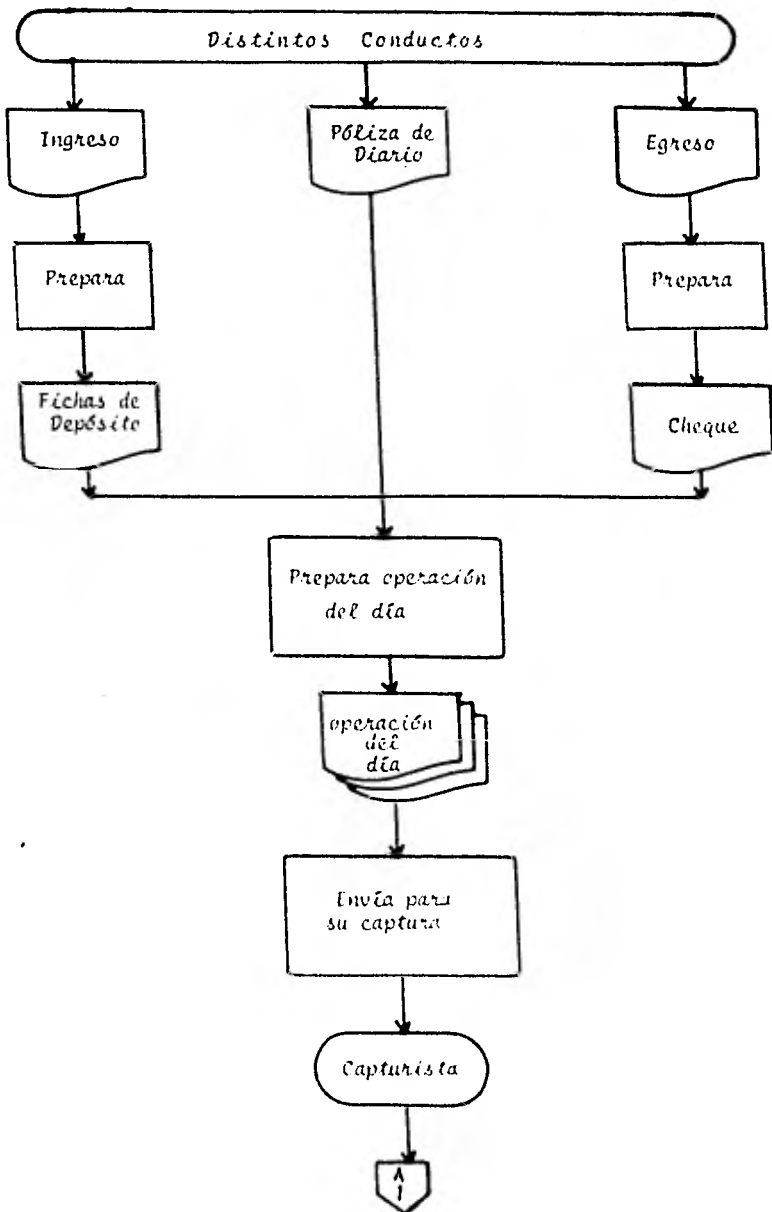 Distintos Conductos
Ingreso
Póliza de
Diario
Egreso
Prepara
Prepara
Fichas de
Depósito
Cheque
Prepara operación
del día
operación
del
día
Envía para
su captura
Capturista
A
1